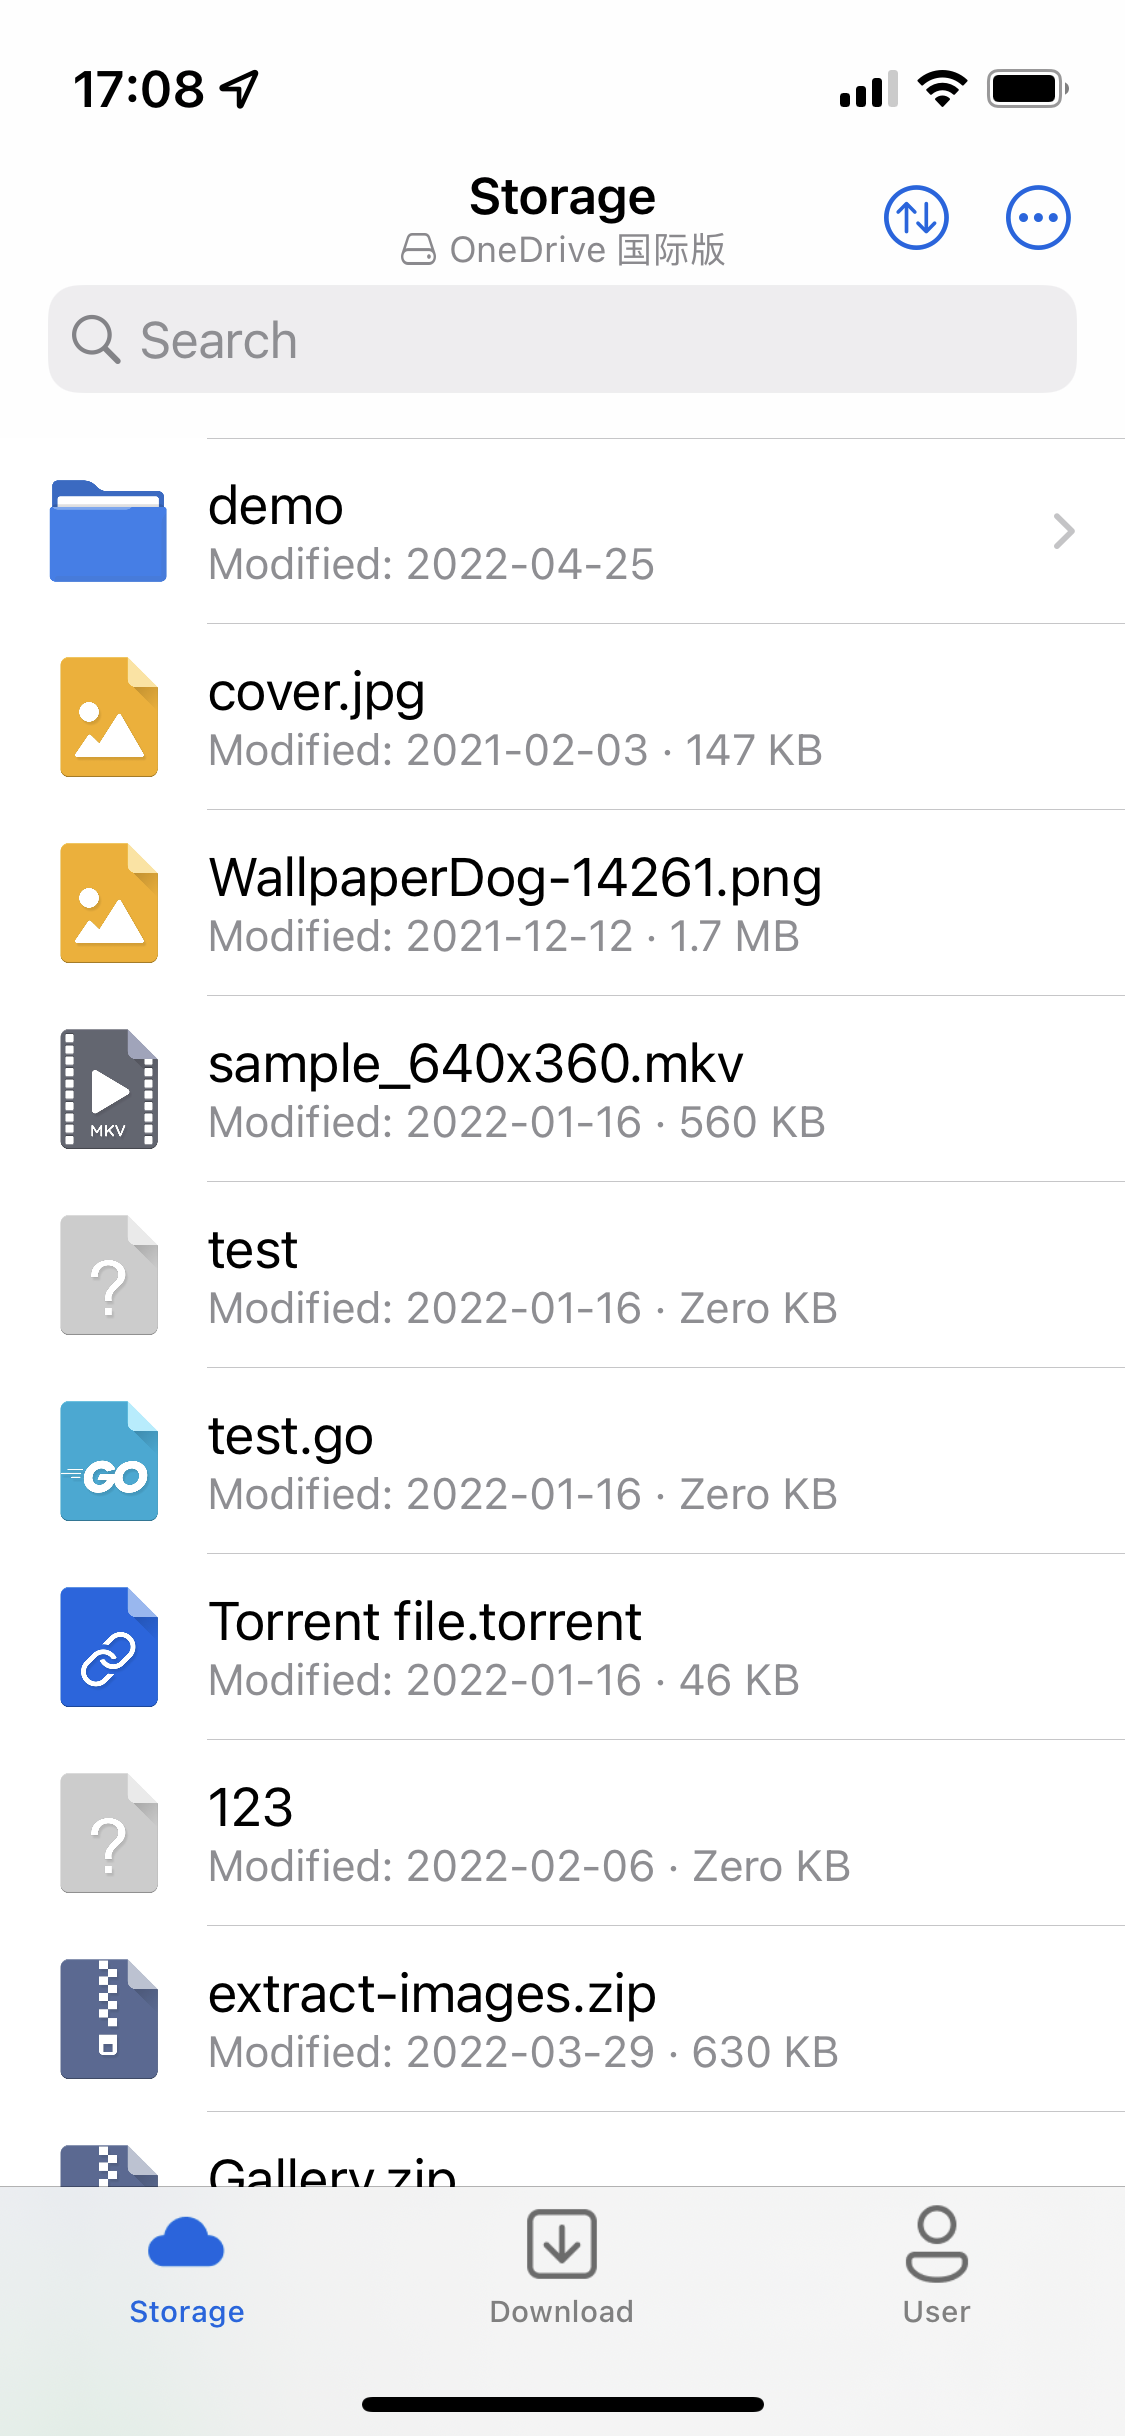 17:08
Storage
OneDrive 国际版
Search
demo
Modified: 2022-04-25
cover.jpg
Modified: 2021-02-03 · 147 KB
WallpaperDog-14261.png
Modified: 2021-12-12 · 1.7 MB
sample_640x360.mkv
Modified: 2022-01-16 · 560 KB
MKV
test
Modified: 2022-01-16 · Zero KB
test.go
Modified: 2022-01-16 · Zero KB
GO
Torrent file.torrent
Modified: 2022-01-16 · 46 KB
123
Modified: 2022-02-06 · Zero KB
extract-images.zip
Modified: 2022-03-29 · 630 KB
Gallery.zip
Storage
Download
User